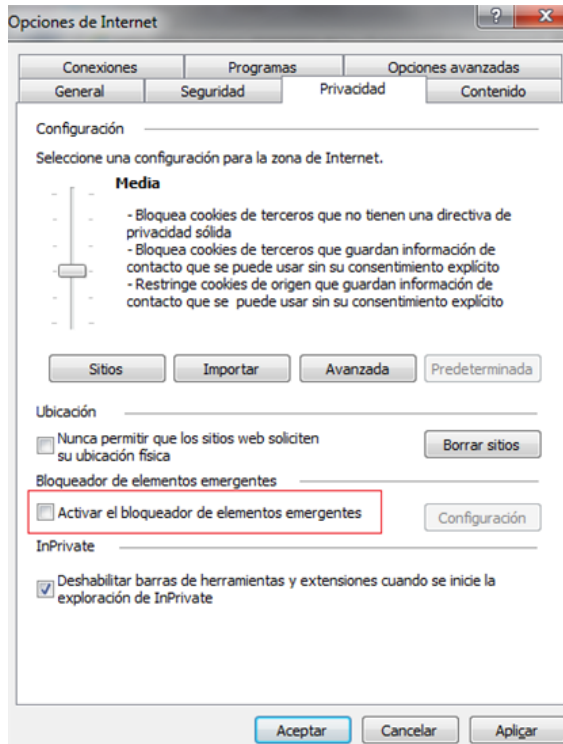 Opciones de Internet
?
X
Conexiones
Programas
Opciones avanzadas
General
Seguridad
Privacidad
Contenido
Configuración
Seleccione una configuración para la zona de Internet.
Media
- Bloquea cookies de terceros que no tienen una directiva de
privacidad sólida
- Bloquea cookies de terceros que guardan información de
contacto que se puede usar sin su consentimiento explícito
- Restringe cookies de origen que guardan información de
contacto que se puede usar sin su consentimiento explícito
Sitios
Importar
Avanzada
Predeterminada
Ubicación
Nunca permitir que los sitios web soliciten
su ubicación física
Borrar sitios
Bloqueador de elementos emergentes
Activar el bloqueador de elementos emergentes
Configuración
InPrivate
Deshabilitar barras de herramientas y extensiones cuando se inicie la
exploración de InPrivate
Aceptar
Cancelar
Aplicar